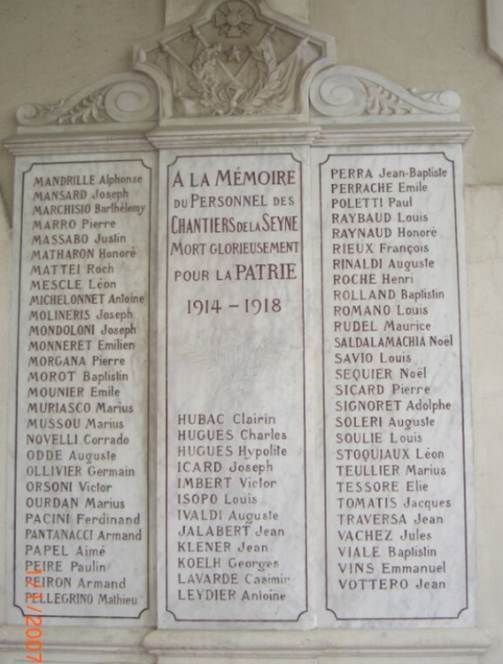 MANDRILLE Alphonse
MANSARD Joseph
MARCHISIO Barthélemy
MARRO Pierre
MASSABO Justin
MATHARON Honoré
MATTEI Roch
MESCLE Léon
MICHELONNET Antoine
MOLINERIS Joseph
MONDOLONI Joseph
MONNERET Emilien
MORGANA Pierre
MOROT Baptistin
MOUNIER Emile
MURIASCO Marius
MUSSOU Marius
NOVELLI Corrado
ODDE Auguste
OLLIVIER Germain
ORSONI Victor
OURDAN Marius
PACINI Ferdinand
PANTANACCI Armand
PAPEL Aimé
PEIRE Paulin
PEIRON Armand
PELLEGRINO Mathieu
A LA MÉMOIRE
DU PERSONNEL DES
CHANTIERS DE LA SEYNE
MORT GLORIEUSEMENT
POUR LA PATRIE
1914 - 1918
HUBAC Clairin
HUGUES Charles
HUGUES Hypolite
ICARD Joseph
IMBERT Victor
ISOPO Louis
IVALDI Auguste
JALABERT Jean
KLENER Jean
KOELH Georges
LAVARDE Casimir
LEYDIER Antoine
PERRA Jean-Baptiste
PERRACHE Emile
POLETTI Paul
RAYBAUD Louis
RAYNAUD Honoré
RIEUX François
RINALDI Auguste
ROCHE Henri
ROLLAND Baptistin
ROMANO Louis
RUDEL Maurice
SALDALAMACHIA Noël
SAVIO Louis
SEQUIER Noël
SICARD Pierre
SIGNORET Adolphe
SOLERI Auguste
SOULIE Louis
STOQUIAUX Léon
TEULLIER Marius
TESSORE Elie
TOMATIS Jacques
TRAVERSA Jean
VACHEZ Jules
VIALE Baptistin
VINS Emmanuel
VOTTERO Jean